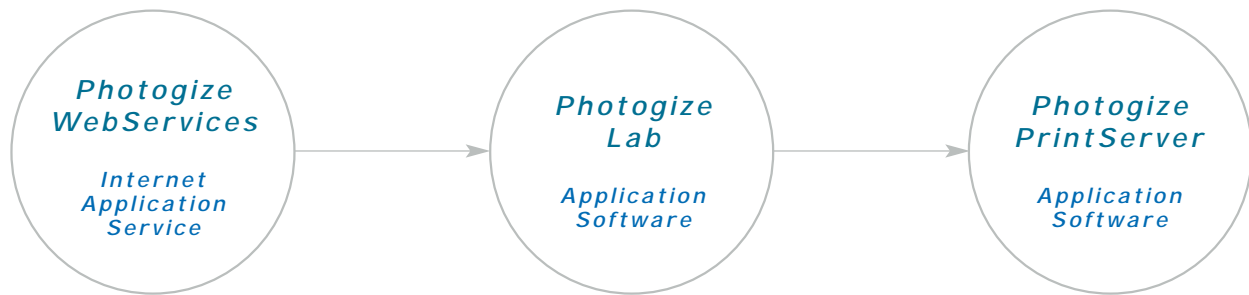 Photogize
WebServices
Internet
Application
Service
Photogize
Lab
Application
Software
Photogize
PrintServer
Application
Software